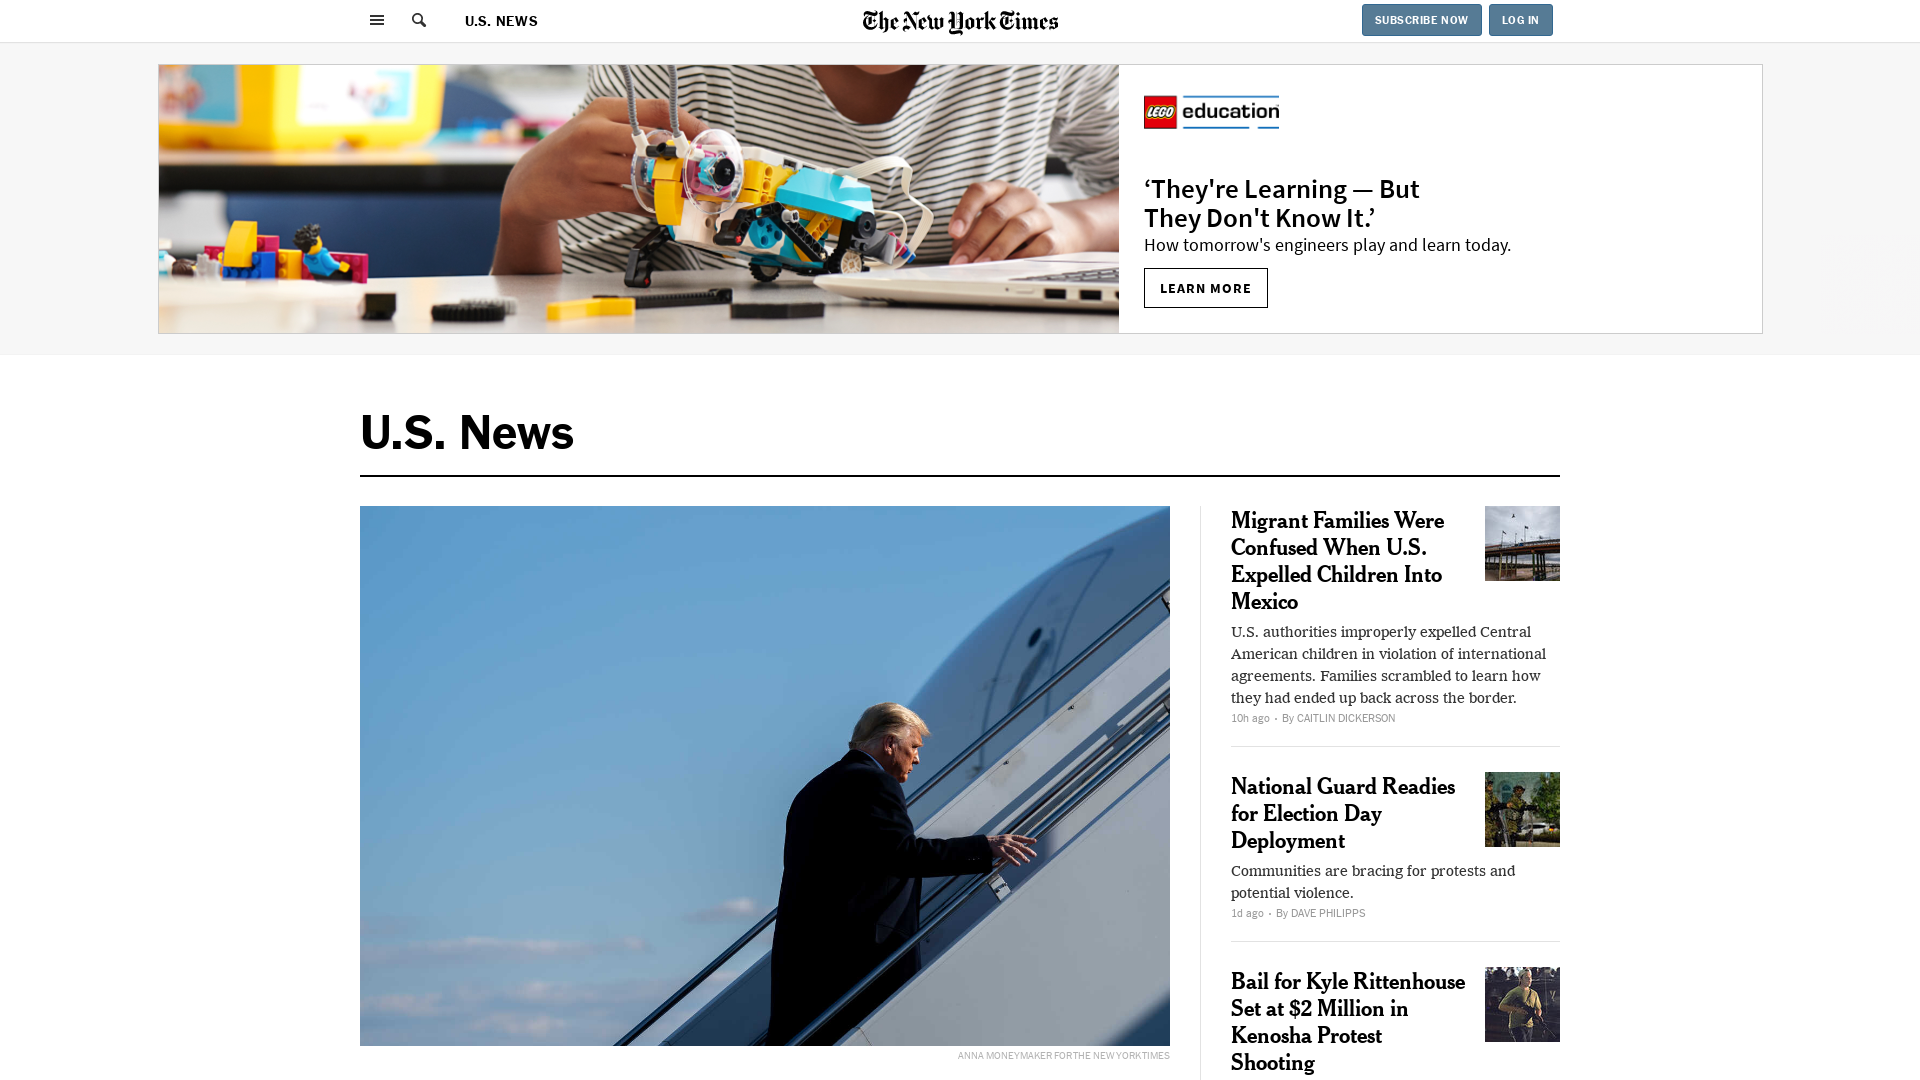 U.S. NEWS
The New York Times
SUBSCRIBE NOW
LOG IN
LEGO education
‘They're Learning — But
They Don't Know It.’
How tomorrow's engineers play and learn today.
LEARN MORE
U.S. News
ANNA MONEYMAKER FOR THE NEW YORK TIMES
Migrant Families Were
Confused When U.S.
Expelled Children Into
Mexico
U.S. authorities improperly expelled Central
American children in violation of international
agreements. Families scrambled to learn how
they had ended up back across the border.
10h ago · By CAITLIN DICKERSON
National Guard Readies
for Election Day
Deployment
Communities are bracing for protests and
potential violence.
1d ago · By DAVE PHILIPPS
Bail for Kyle Rittenhouse
Set at $2 Million in
Kenosha Protest
Shooting